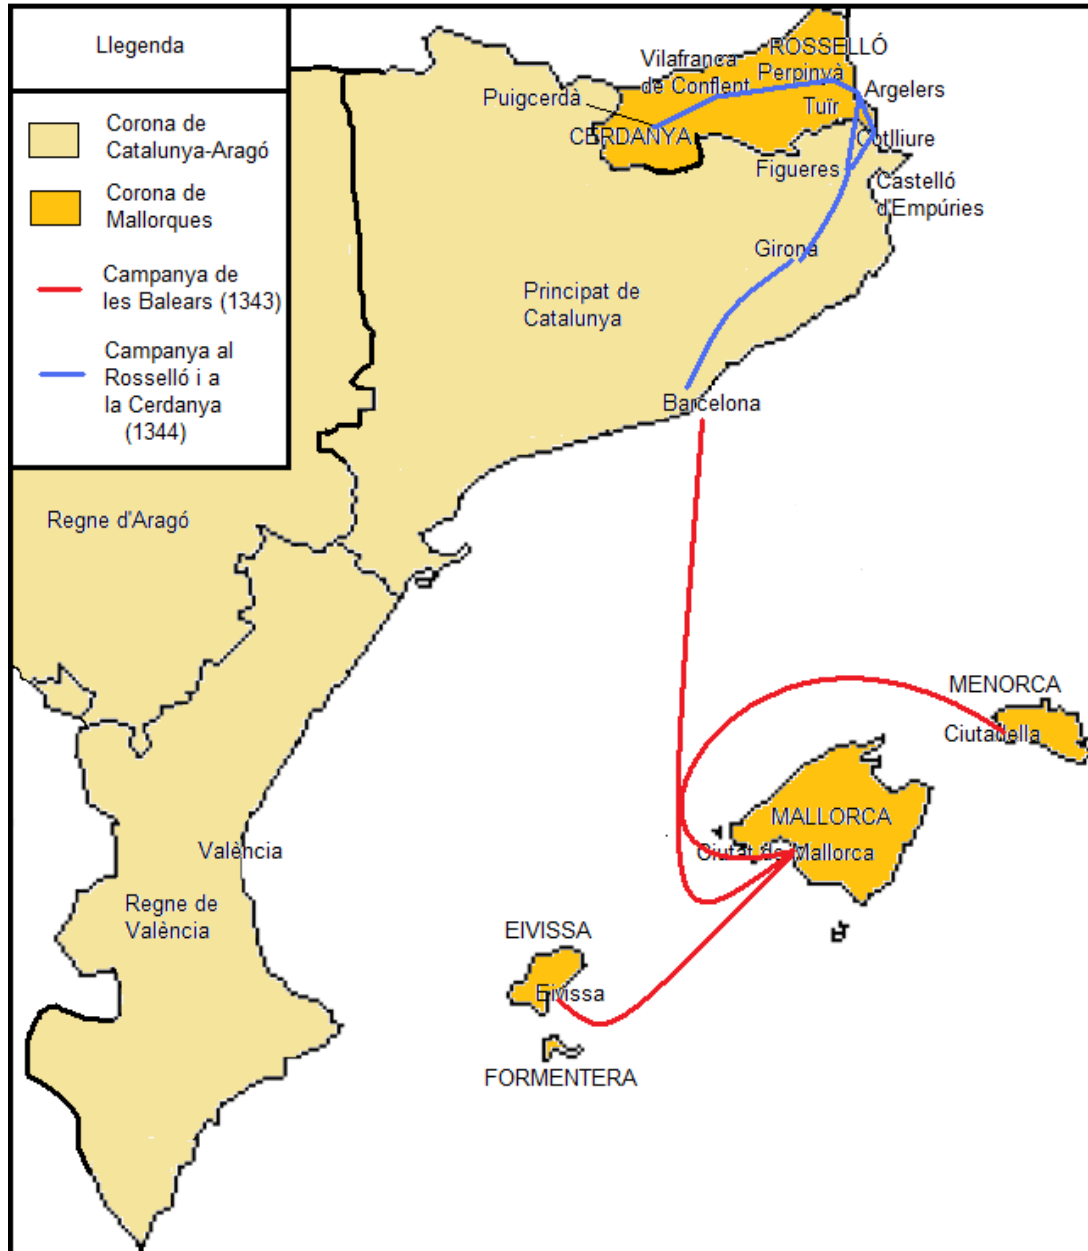 Llegenda
Corona de
Catalunya-Aragó
Corona de
Mallorques
Campanya de
les Balears (1343)
Campanya al
Rosselló i a
la Cerdanya
(1344)
ROSSELLÓ
Vilafranca
de Conflent
Perpinyà
Puigcerdà
Argelers
Tuïr
CERDANYA
Cotlliure
Figueres
Castelló
d'Empúries
Girona
Principat de
Catalunya
Barcelona
Regne d'Aragó
MENORCA
Ciutadella
MALLORCA
Ciutat de Mallorca
València
Regne de
València
EIVISSA
Eivissa
FORMENTERA